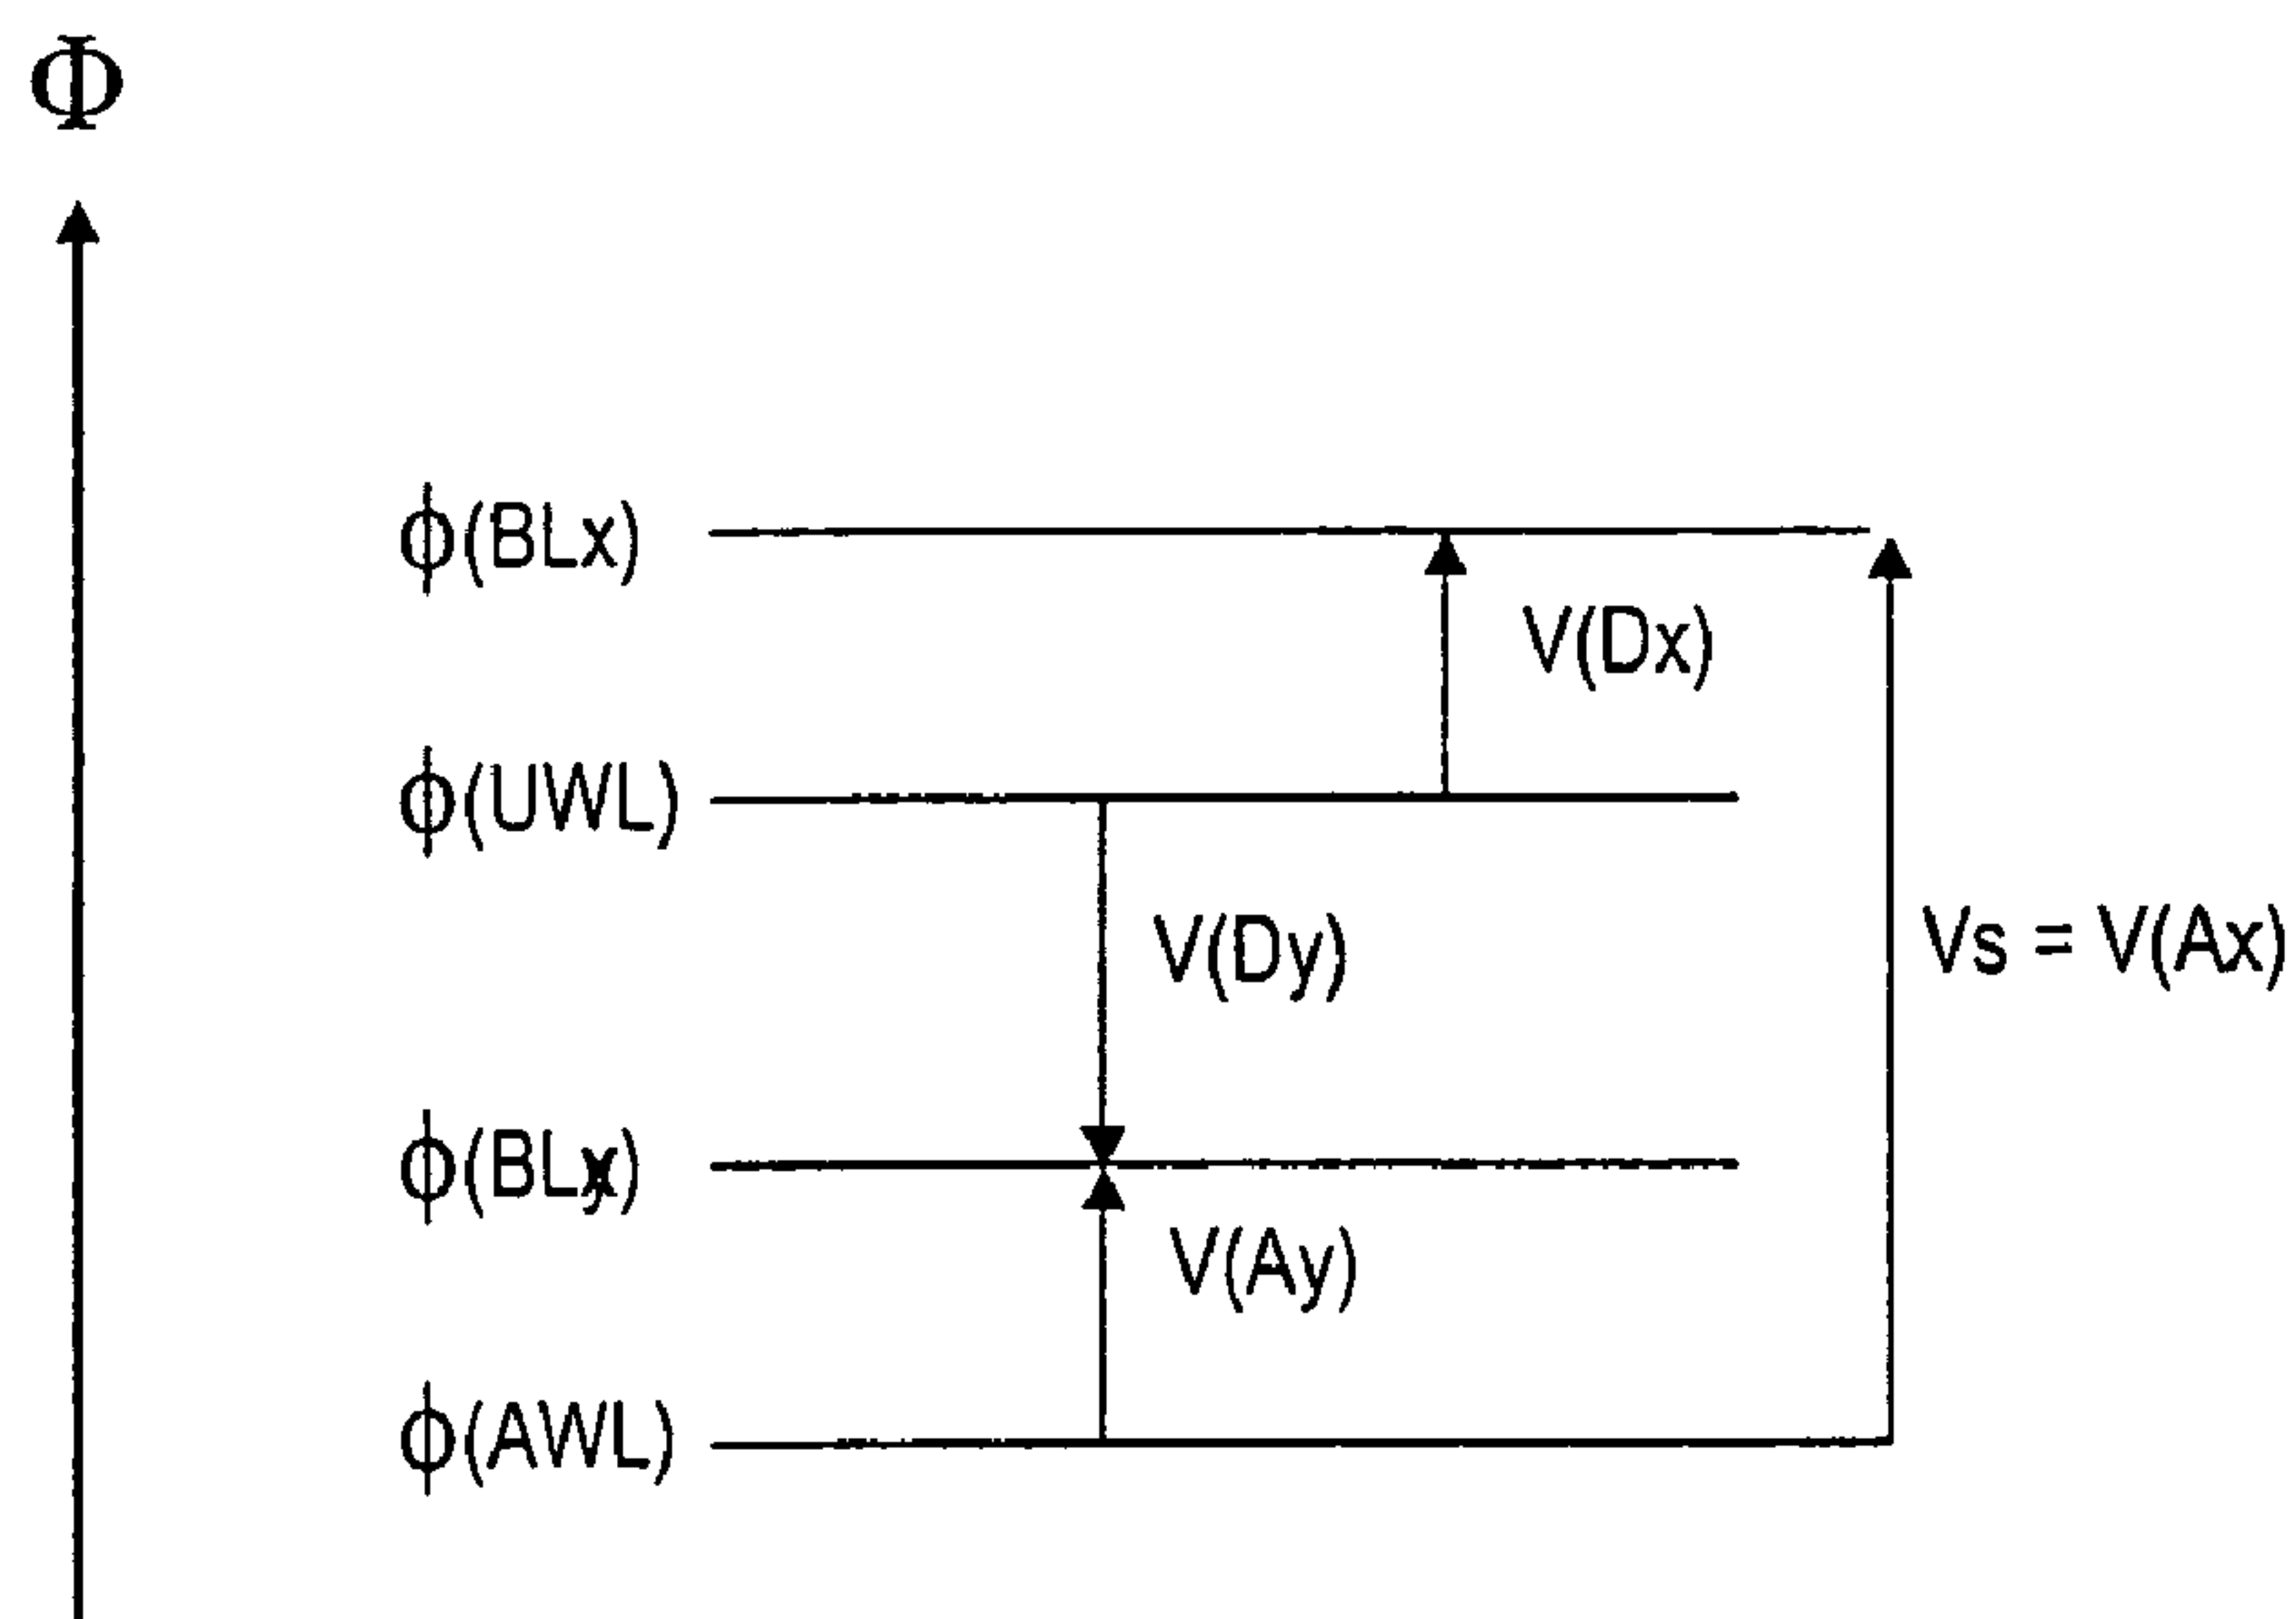 Φ
ϕ(BLx)
V(Dx)
ϕ(UWL)
V(Dy)
Vs = V(Ax)
ϕ(BLy)
V(Ay)
ϕ(AWL)